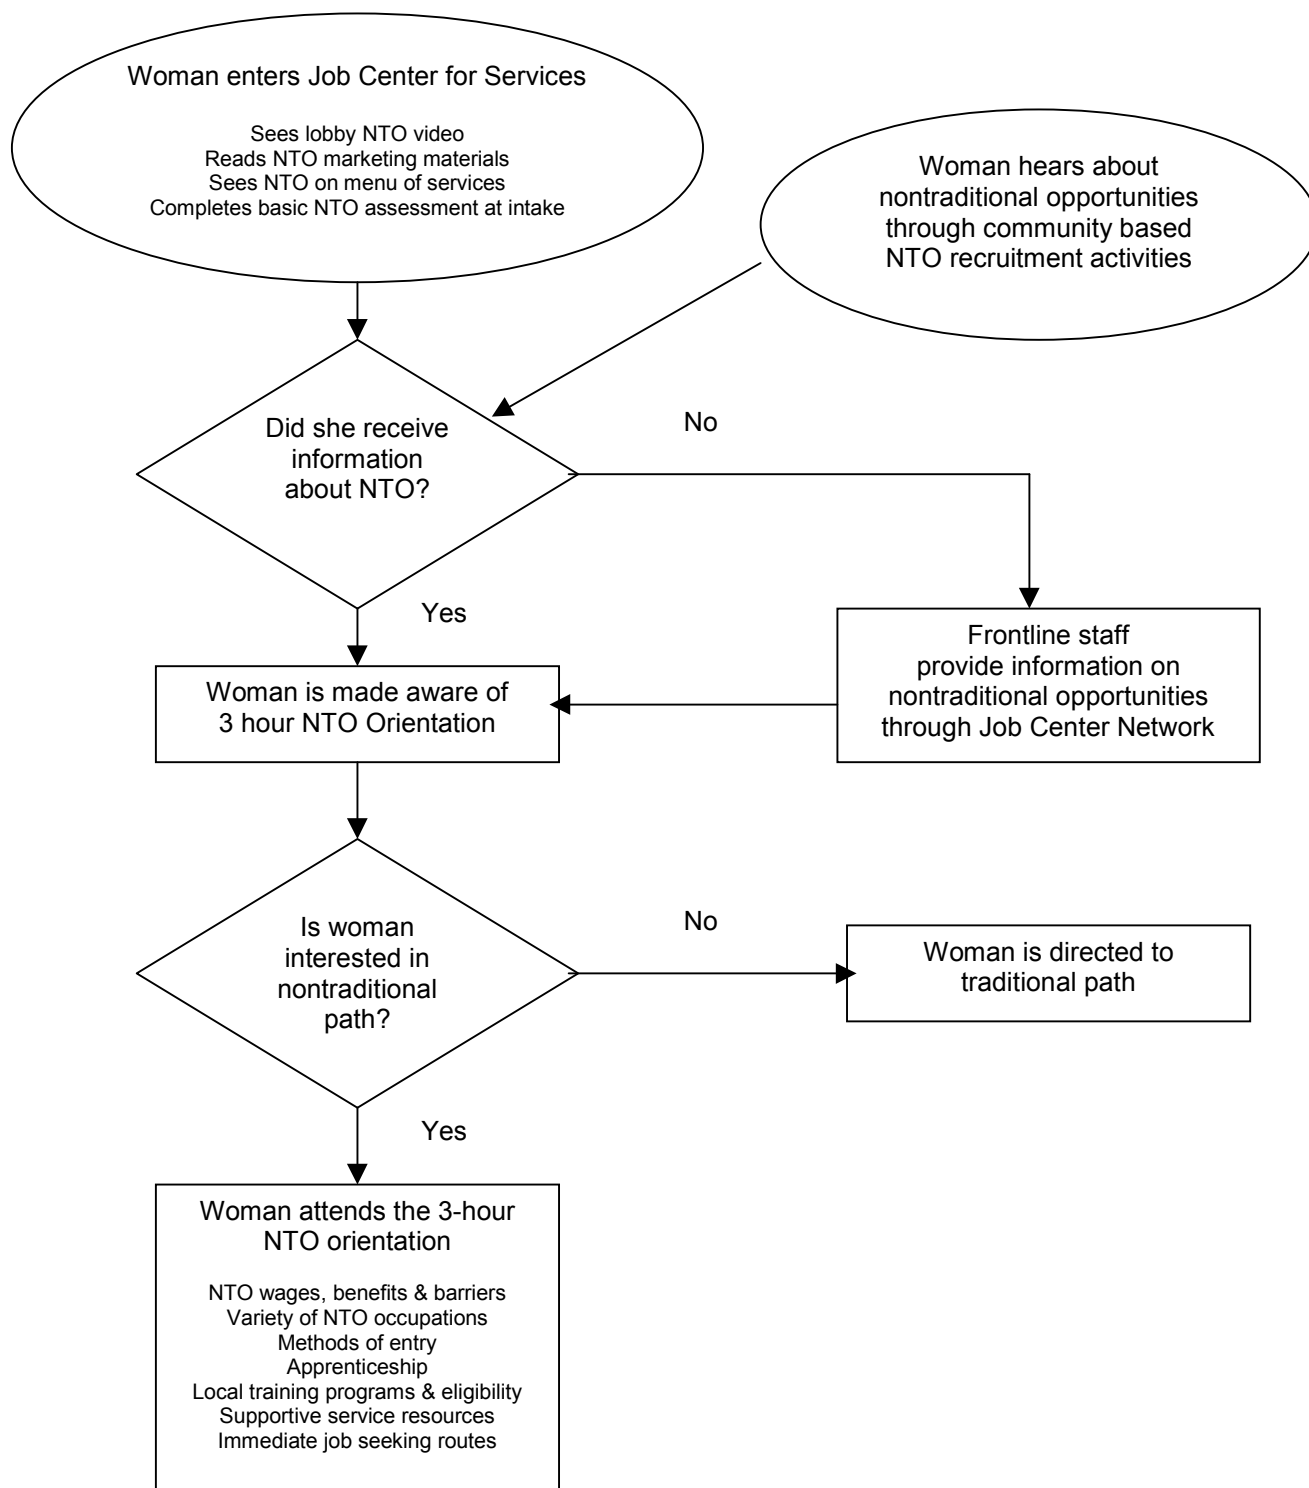 Woman enters Job Center for Services
Sees lobby NTO video
Reads NTO marketing materials
Sees NTO on menu of services
Completes basic NTO assessment at intake
Woman hears about
nontraditional opportunities
through community based
NTO recruitment activities
Did she receive
information
about NTO?
No
Yes
Woman is made aware of
3 hour NTO Orientation
Frontline staff
provide information on
nontraditional opportunities
through Job Center Network
Is woman
interested in
nontraditional
path?
No
Woman is directed to
traditional path
Yes
Woman attends the 3-hour
NTO orientation
NTO wages, benefits & barriers
Variety of NTO occupations
Methods of entry
Apprenticeship
Local training programs & eligibility
Supportive service resources
Immediate job seeking routes